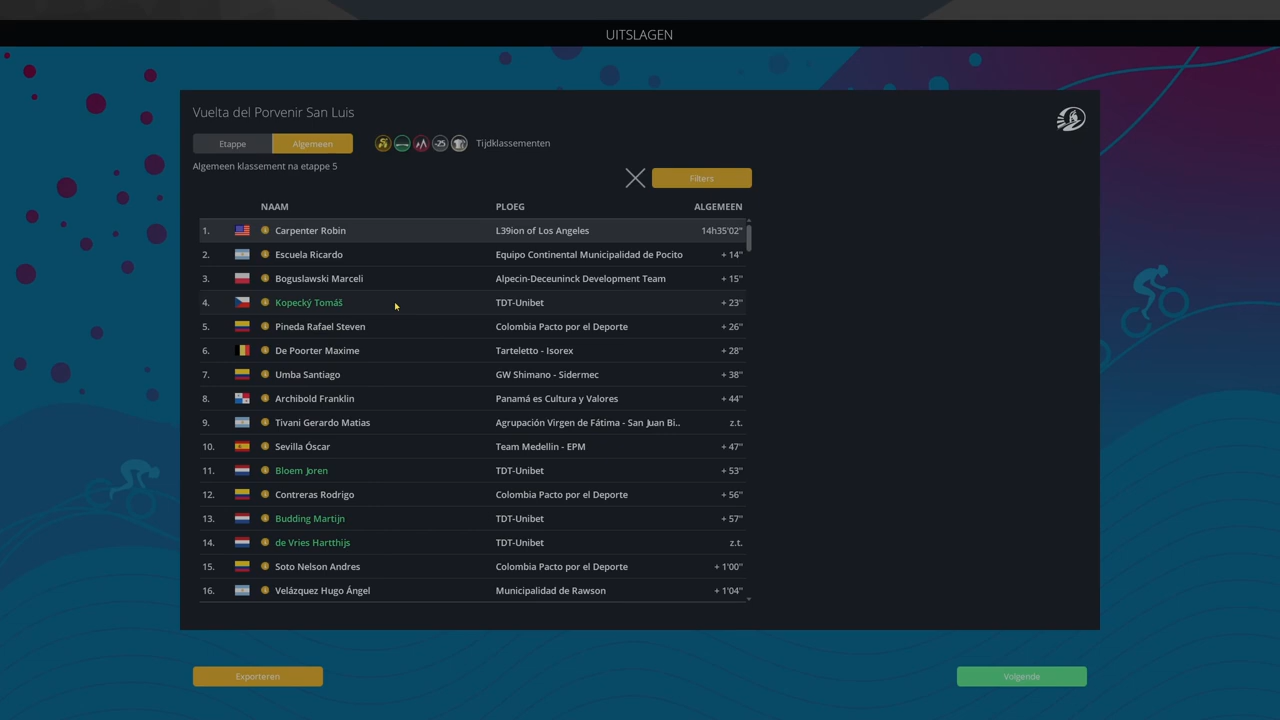 UITSLAGEN
Vuelta del Porvenir San Luis
Etappe Algemeen -25 Tijdklassementen
Algemeen klassement na etappe 5
Filters
NAAM PLOEG ALGEMEEN
1. Carpenter Robin L39ion of Los Angeles 14h35'02''
2. Escuela Ricardo Equipo Continental Municipalidad de Pocito + 14''
3. Boguslawski Marceli Alpecin-Deceuninck Development Team + 15''
4. Kopecký Tomáš TDT-Unibet + 23''
5. Pineda Rafael Steven Colombia Pacto por el Deporte + 26''
6. De Poorter Maxime Tarteletto - Isorex + 28''
7. Umba Santiago GW Shimano - Sidermec + 38''
8. Archibold Franklin Panamá es Cultura y Valores + 44''
9. Tivani Gerardo Matias Agrupación Virgen de Fátima - San Juan Bi.. z.t.
10. Sevilla Óscar Team Medellin - EPM + 47''
11. Bloem Joren TDT-Unibet + 53''
12. Contreras Rodrigo Colombia Pacto por el Deporte + 56''
13. Budding Martijn TDT-Unibet + 57''
14. de Vries Hartthijs TDT-Unibet z.t.
15. Soto Nelson Andres Colombia Pacto por el Deporte + 1'00''
16. Velázquez Hugo Ángel Municipalidad de Rawson + 1'04''
Exporteren Volgende